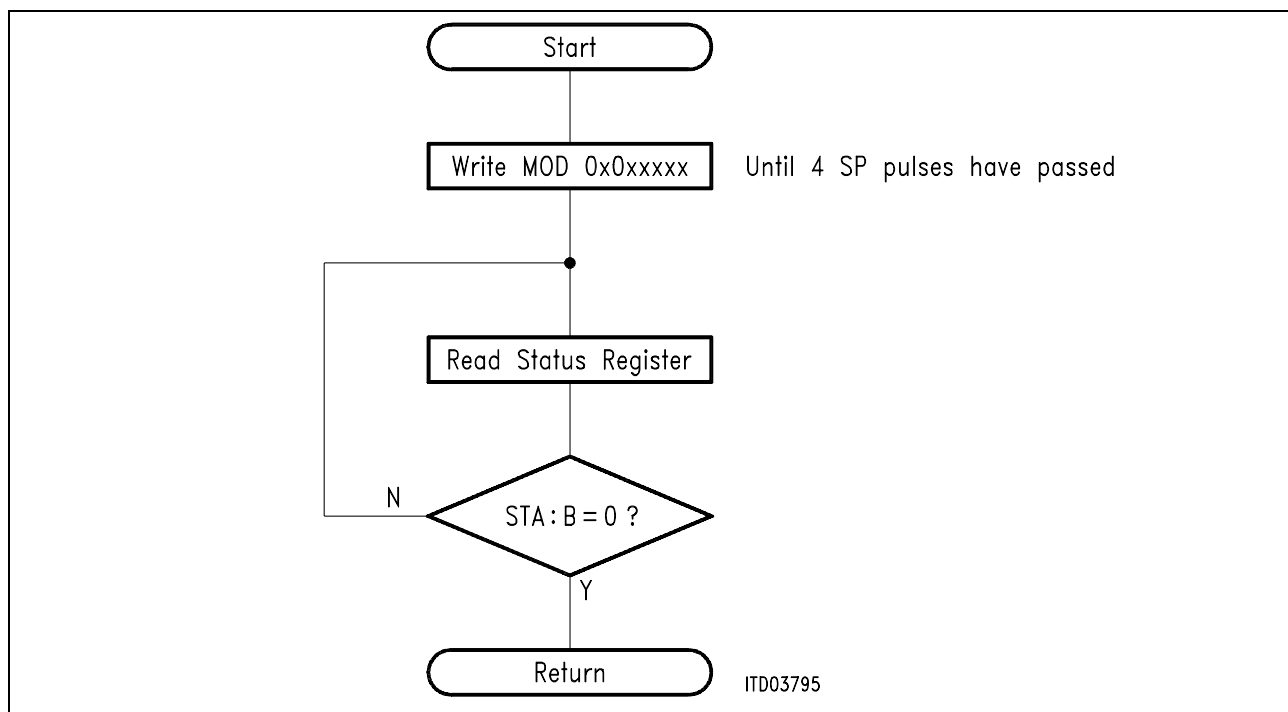 Start
Write MOD 0x0xxxxx Until 4 SP pulses have passed
Read Status Register
N
STA:B=0 ?
Y
Return
ITD03795